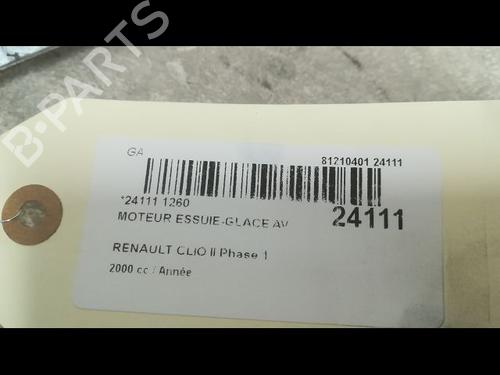 B-PARTS
GA
81210401 24111
*24111 1260
MOTEUR ESSUIE-GLACE AV
24111
RENAULT CLIO II Phase 1
2000 cc / Année